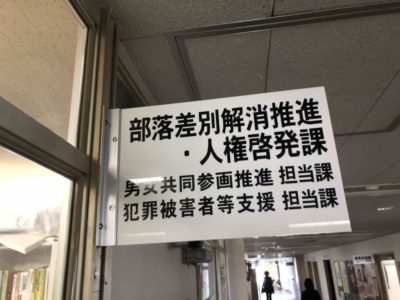 部落差別解消推進
・人権啓発課
男女共同参画推進 担当課
犯罪被害者等支援 担当課